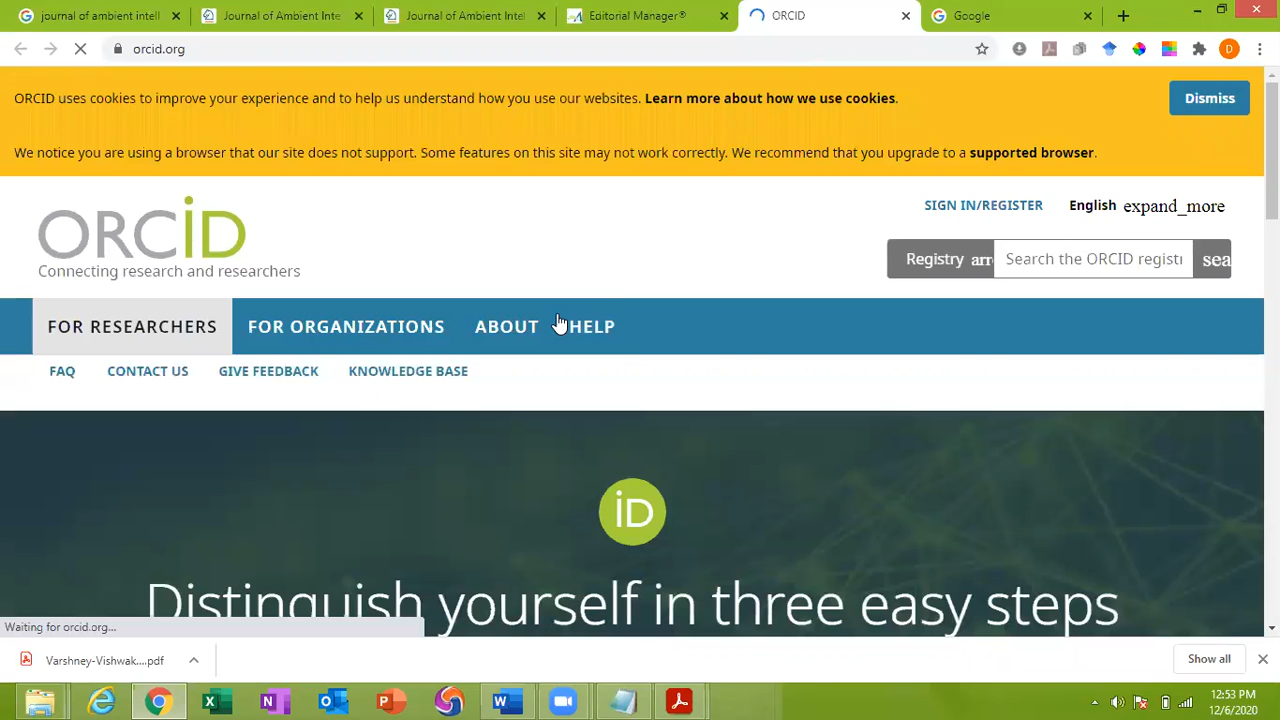 journal of ambient intell
Journal of Ambient Inte
Journal of Ambient Intel
Editorial Manager®
ORCID
Google
orcid.org
D
ORCID uses cookies to improve your experience and to help us understand how you use our websites. Learn more about how we use cookies.
Dismiss
We notice you are using a browser that our site does not support. Some features on this site may not work correctly. We recommend that you upgrade to a supported browser.
SIGN IN/REGISTER
English expand_more
ORCiD
Connecting research and researchers
Registry arr
Search the ORCID registr
sea
FOR RESEARCHERS
FOR ORGANIZATIONS
ABOUT
HELP
FAQ
CONTACT US
GIVE FEEDBACK
KNOWLEDGE BASE
iD
Distinguish yourself in three easy steps
Waiting for orcid.org...
Varshney-Vishwak....pdf
Show all
12:53 PM
12/6/2020